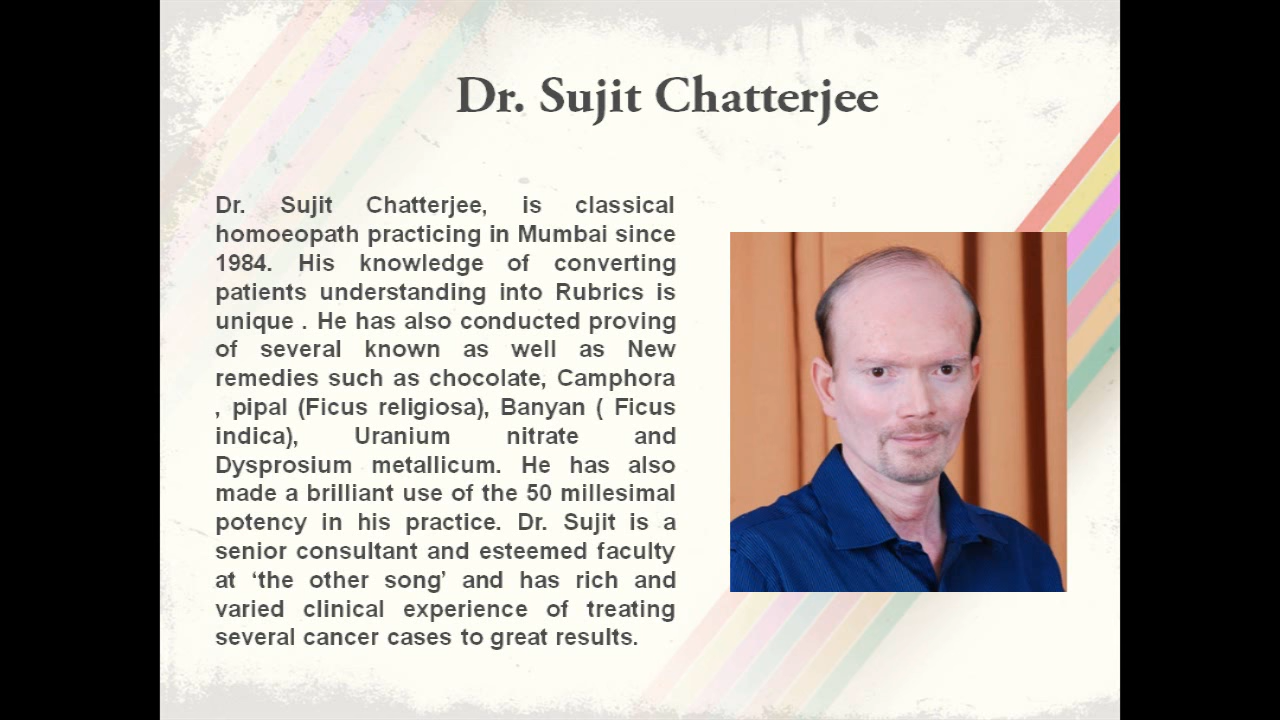 Dr. Sujit Chatterjee
Dr. Sujit Chatterjee, is classical
homoeopath practicing in Mumbai since
1984. His knowledge of converting
patients understanding into Rubrics is
unique . He has also conducted proving
of several known as well as New
remedies such as chocolate, Camphora
, pipal (Ficus religiosa), Banyan ( Ficus
indica), Uranium nitrate and
Dysprosium metallicum. He has also
made a brilliant use of the 50 millesimal
potency in his practice. Dr. Sujit is a
senior consultant and esteemed faculty
at ‘the other song’ and has rich and
varied clinical experience of treating
several cancer cases to great results.